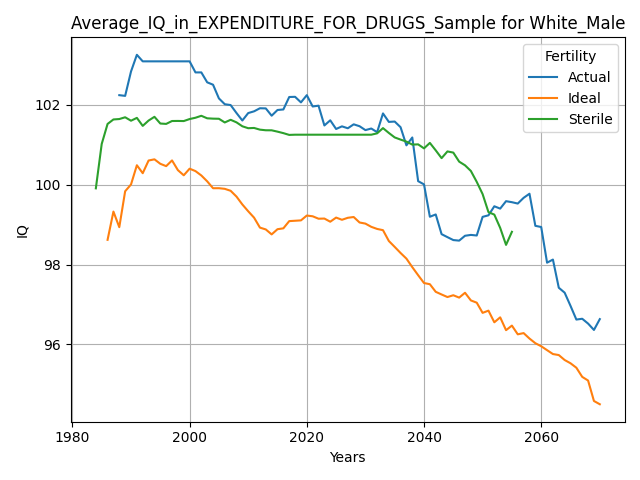 Average_IQ_in_EXPENDITURE_FOR_DRUGS_Sample for White_Male
Fertility
Actual
Ideal
Sterile
IQ
102
100
98
96
1980
2000
2020
2040
2060
Years